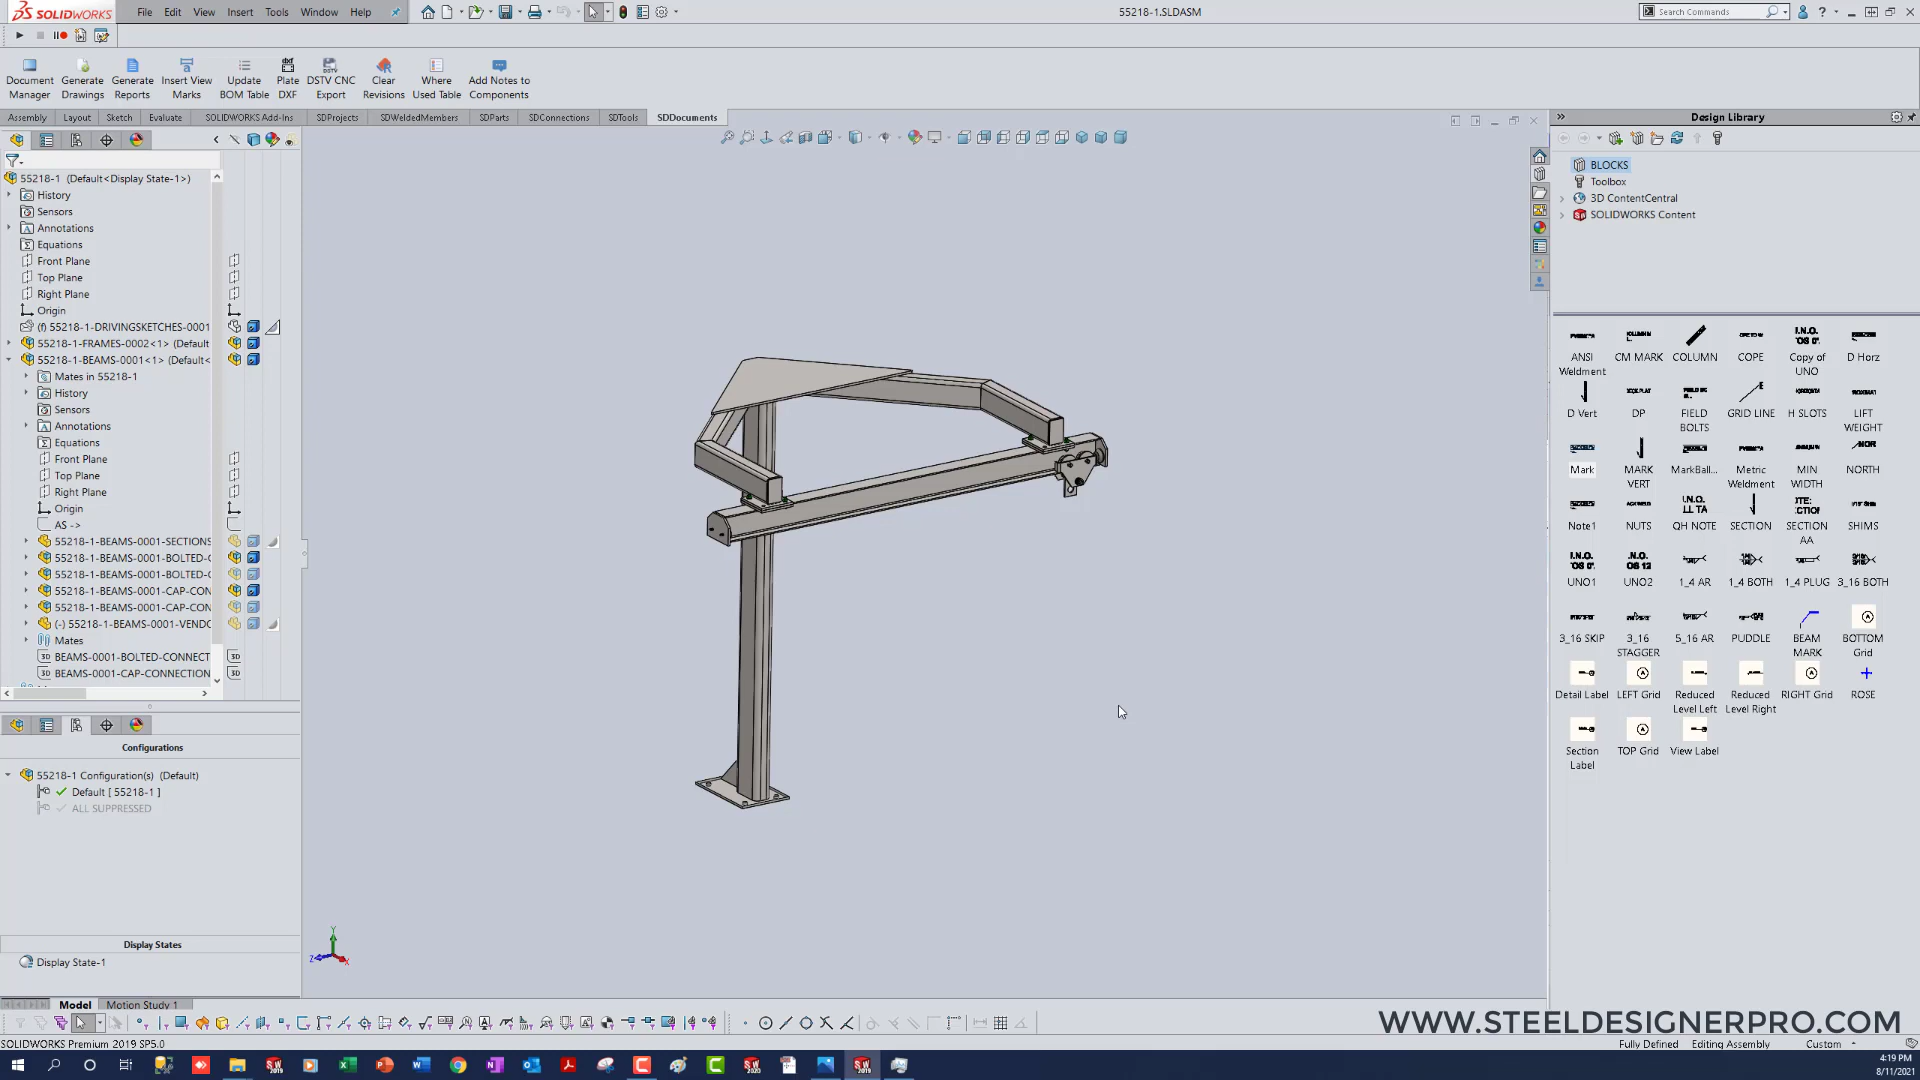 SOLIDWORKS File Edit View Insert Tools Window Help 55218-1.SLDASM Search Commands
Document Manager
Generate Drawings
Generate Reports
Insert View Marks
Update BOM Table
Plate DXF
DSTV CNC Export
Clear Revisions
Where Used Table
Add Notes to Components
Assembly Layout Sketch Evaluate SOLIDWORKS Add-Ins SDProjects SDWeldedMembers SDParts SDConnections SDTools SDDocuments
55218-1 (Default<Display State-1>)
History
Sensors
Annotations
Equations
Front Plane
Top Plane
Right Plane
Origin
(f) 55218-1-DRIVINGSKETCHES-0001
55218-1-FRAMES-0002<1> (Default
55218-1-BEAMS-0001<1> (Default<
Mates in 55218-1
History
Sensors
Annotations
Equations
Front Plane
Top Plane
Right Plane
Origin
AS ->
55218-1-BEAMS-0001-SECTIONS
55218-1-BEAMS-0001-BOLTED-C
55218-1-BEAMS-0001-BOLTED-C
55218-1-BEAMS-0001-CAP-CON
55218-1-BEAMS-0001-CAP-CON
(-) 55218-1-BEAMS-0001-VENDC
Mates
BEAMS-0001-BOLTED-CONNECT
BEAMS-0001-CAP-CONNECTION
Configurations
55218-1 Configuration(s) (Default)
Default [ 55218-1 ]
ALL SUPPRESSED
Display States
Display State-1
Y
Z
X
Model Motion Study 1
Design Library
BLOCKS
Toolbox
3D ContentCentral
SOLIDWORKS Content
ANSI Weldment
CM MARK
COLUMN
COPE
Copy of UNO
D Horz
D Vert
DP
FIELD BOLTS
GRID LINE
H SLOTS
LIFT WEIGHT
Mark
MARK VERT
MarkBall...
Metric Weldment
MIN WIDTH
NORTH
Note1
NUTS
QH NOTE
SECTION
SECTION AA
SHIMS
UNO1
UNO2
1_4 AR
1_4 BOTH
1_4 PLUG
3_16 BOTH
3_16 SKIP
3_16 STAGGER
5_16 AR
PUDDLE
BEAM MARK
BOTTOM Grid
Detail Label
LEFT Grid
Reduced Level Left
Reduced Level Right
RIGHT Grid
ROSE
Section Label
TOP Grid
View Label
WWW.STEELDESIGNERPRO.COM
SOLIDWORKS Premium 2019 SP5.0 Fully Defined Editing Assembly Custom
4:19 PM
8/11/2021